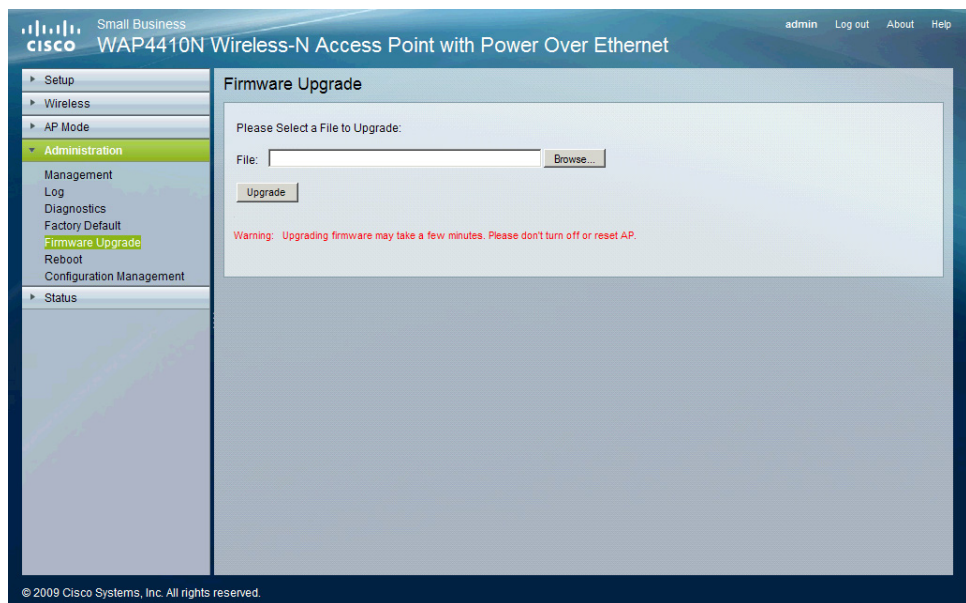 Small Business
admin Log out About Help
CISCO WAP4410N Wireless-N Access Point with Power Over Ethernet
Setup
Wireless
AP Mode
Administration
Management
Log
Diagnostics
Factory Default
Firmware Upgrade
Reboot
Configuration Management
Status
Firmware Upgrade
Please Select a File to Upgrade:
File: Browse...
Upgrade
Warning: Upgrading firmware may take a few minutes. Please don't turn off or reset AP.
© 2009 Cisco Systems, Inc. All rights reserved.